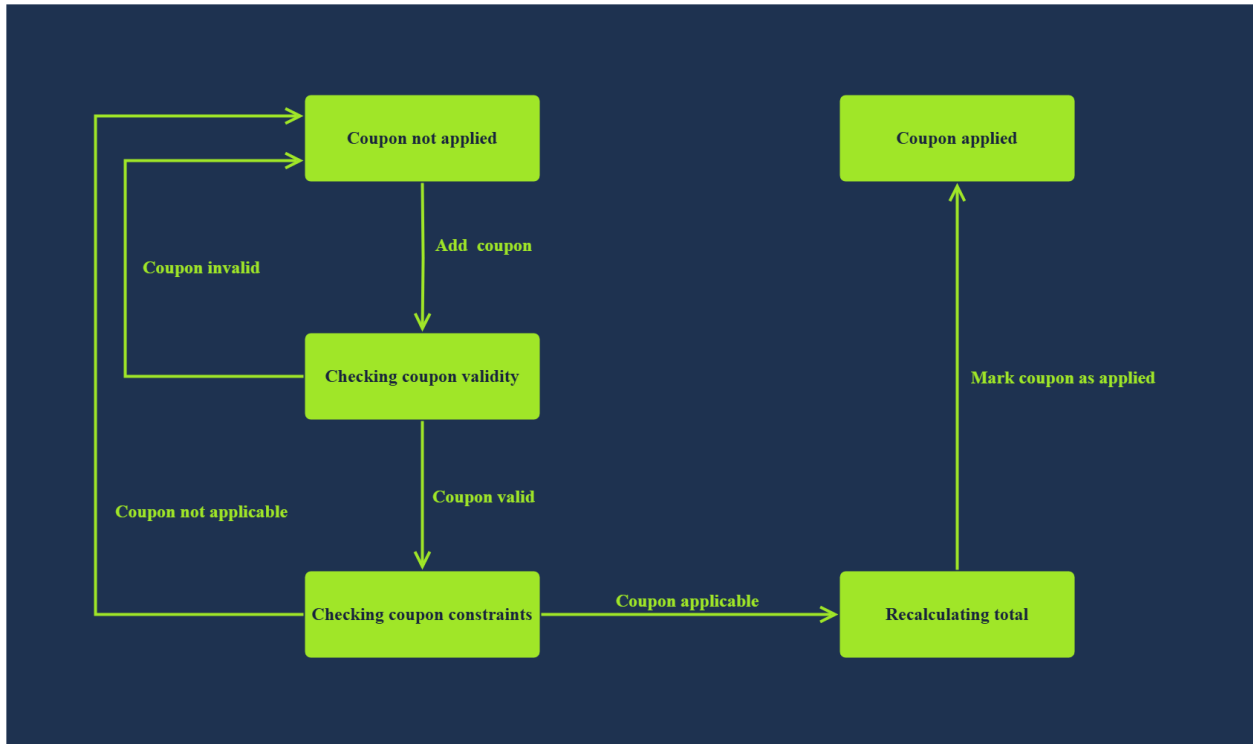 Coupon not applied
Coupon applied
Add coupon
Coupon invalid
Checking coupon validity
Mark coupon as applied
Coupon valid
Coupon not applicable
Coupon applicable
Checking coupon constraints
Recalculating total